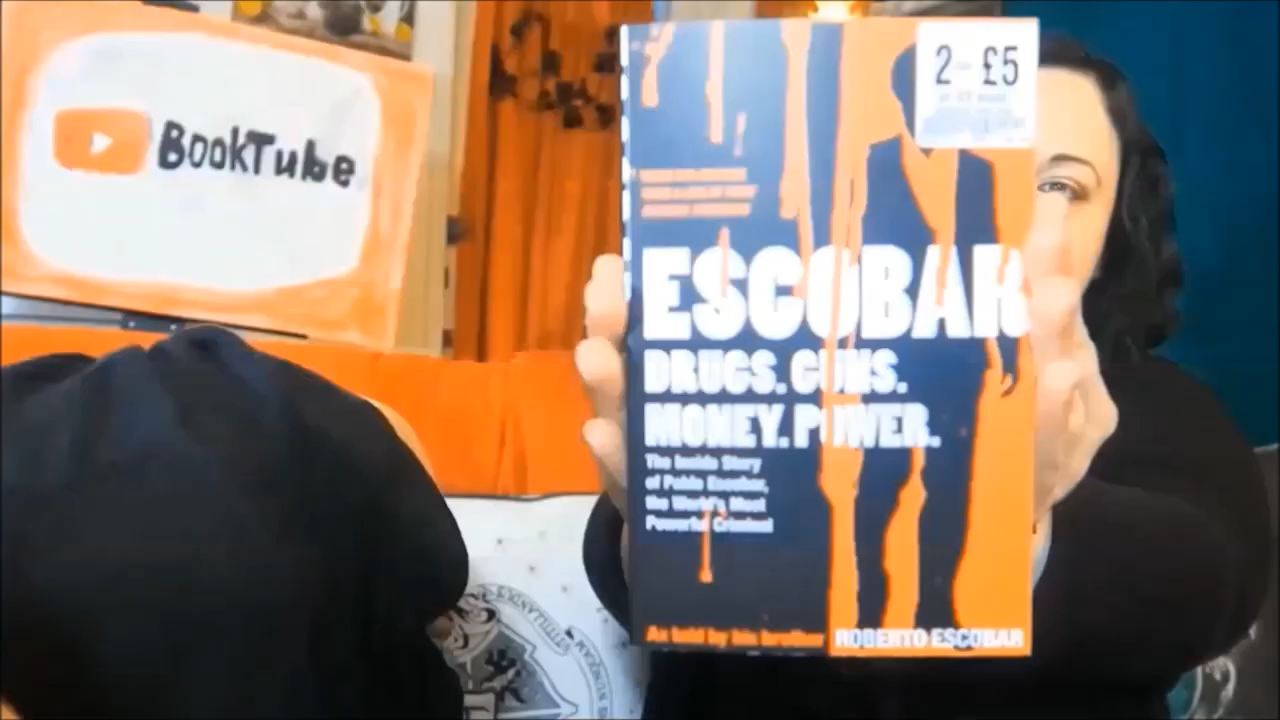 BookTube
2 - £5
ESCOBAR
DRUGS. GUNS.
MONEY. POWER.
The Inside Story
of Pablo Escobar,
the World's Most
Powerful Criminal
As told by his brother ROBERTO ESCOBAR